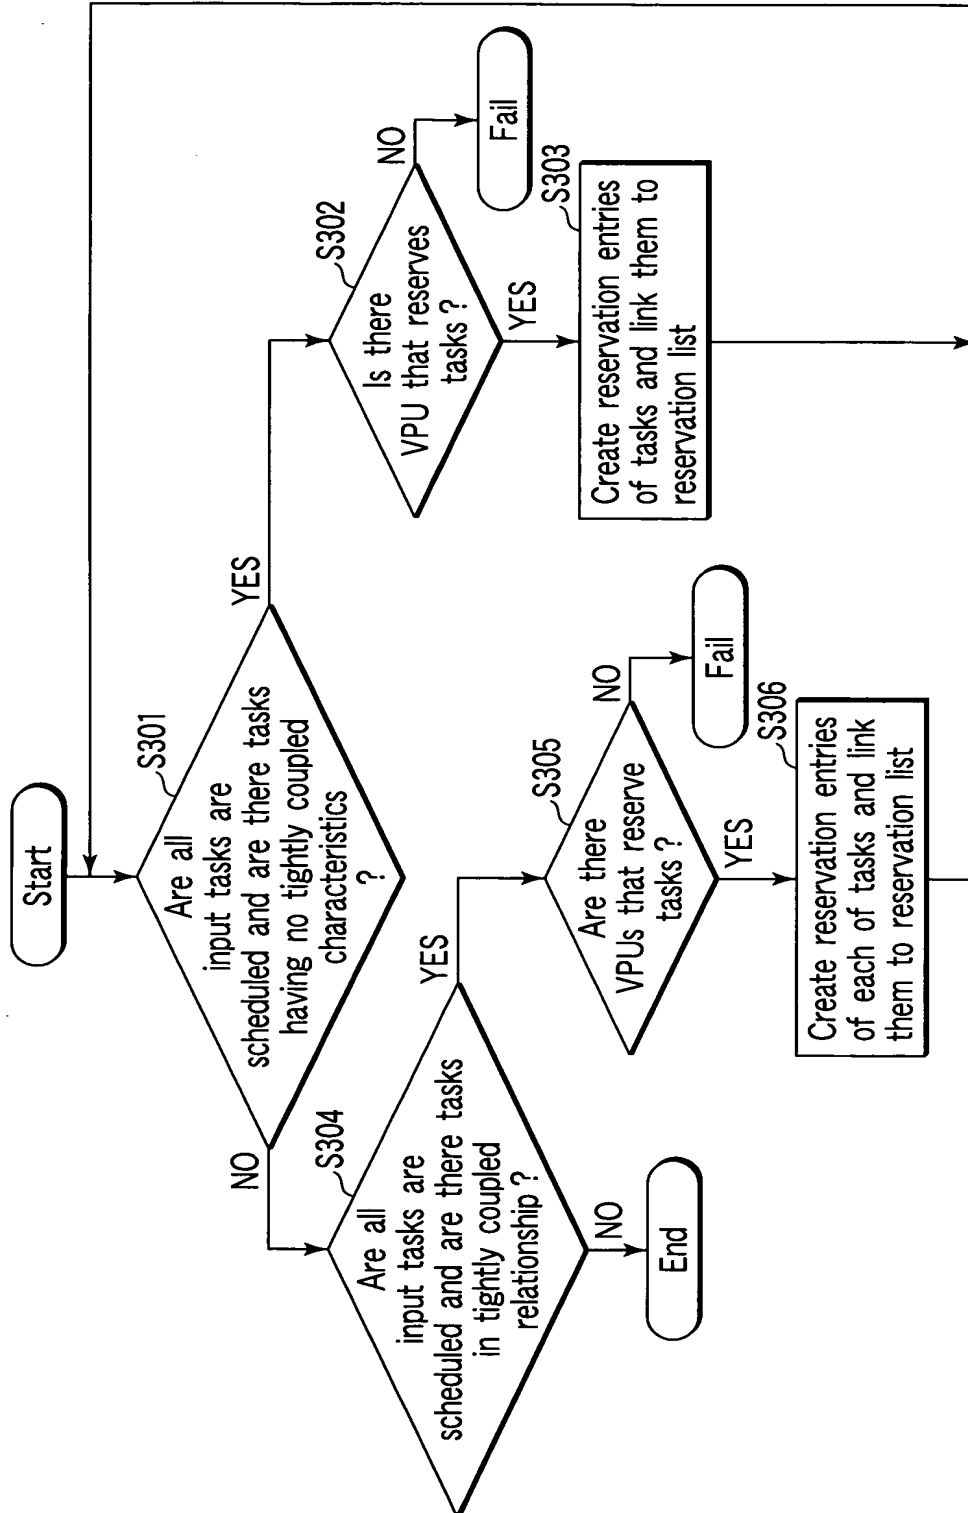 Start
S301
Are all
input tasks are
scheduled and are there tasks
having no tightly coupled
characteristics
?
YES
NO
S302
Is there
VPU that reserves
tasks ?
NO
Fail
YES
S303
Create reservation entries
of tasks and link them to
reservation list
S304
Are all
input tasks are
scheduled and are there tasks
in tightly coupled
relationship ?
YES
NO
End
S305
Are there
VPUs that reserve
tasks ?
NO
Fail
YES
S306
Create reservation entries
of each of tasks and link
them to reservation list